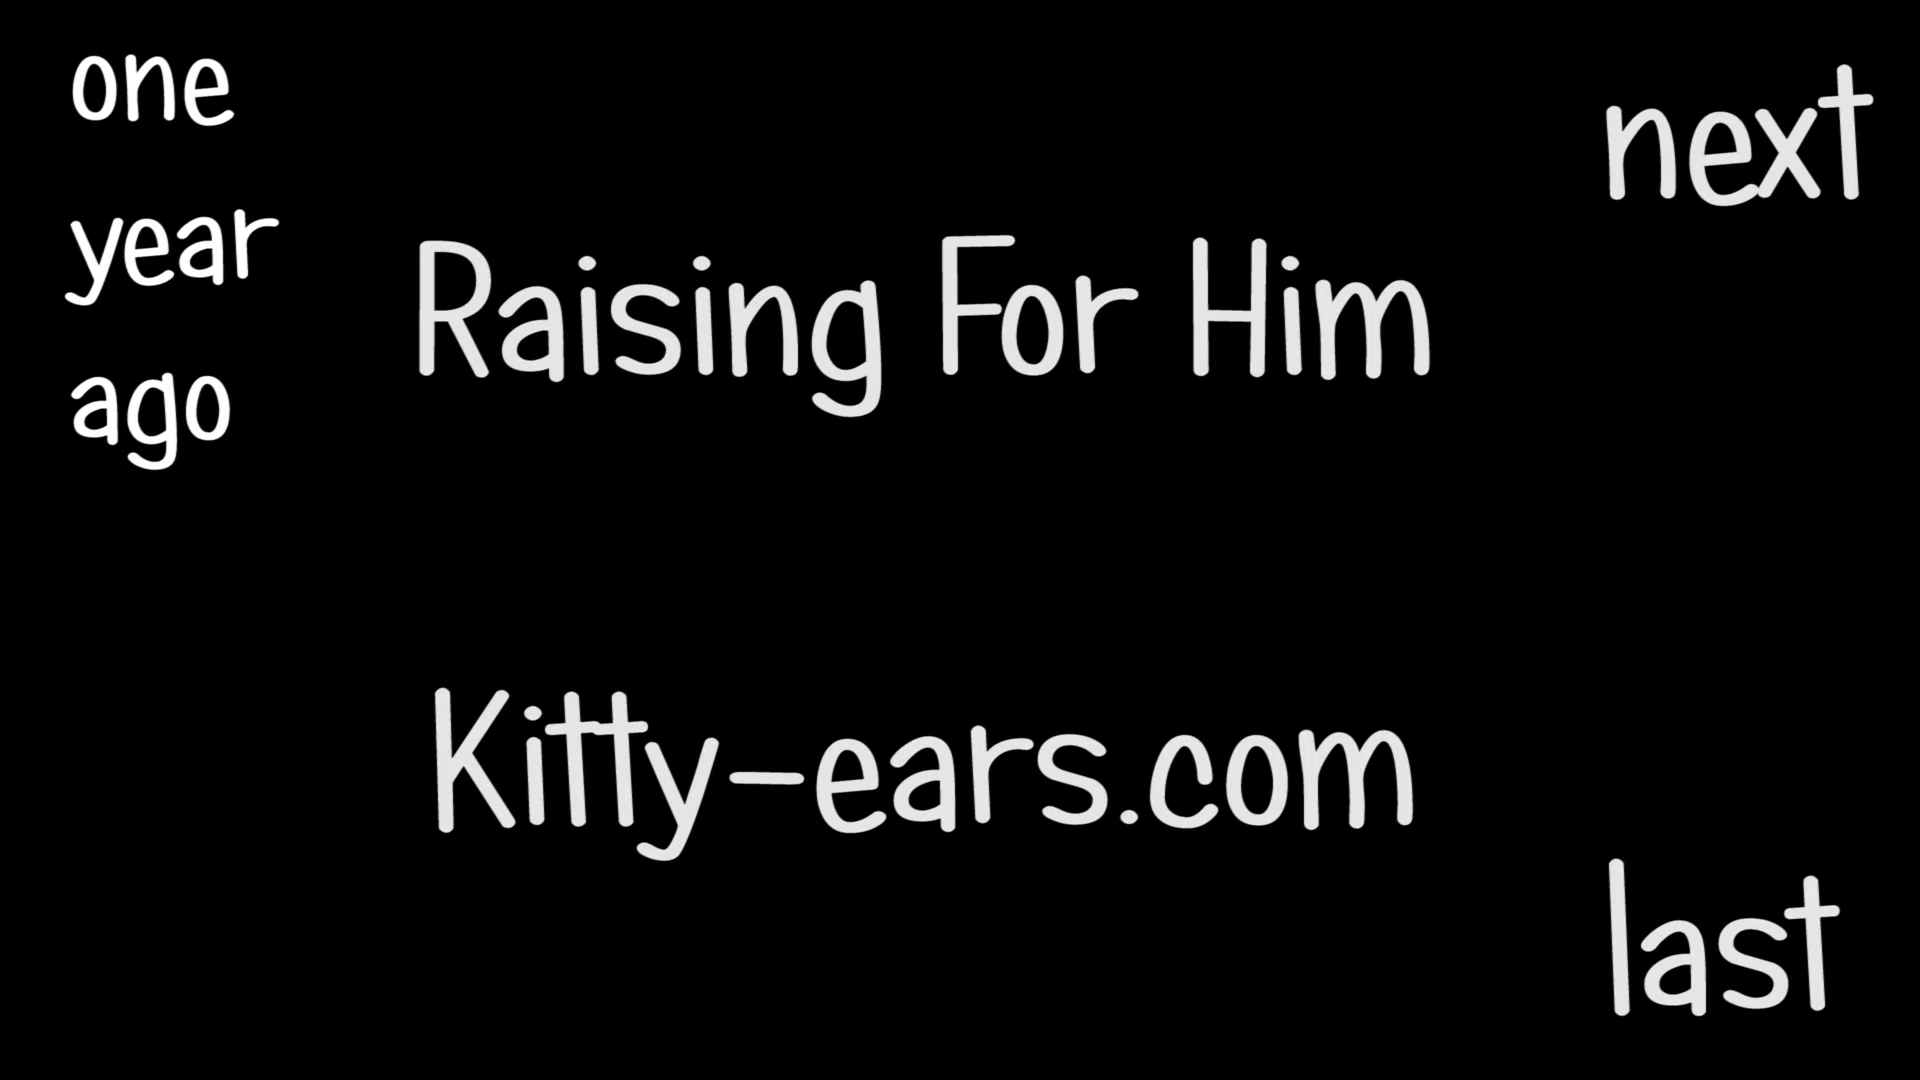 one
year
ago
next
Raising For Him
Kitty-ears.com
last